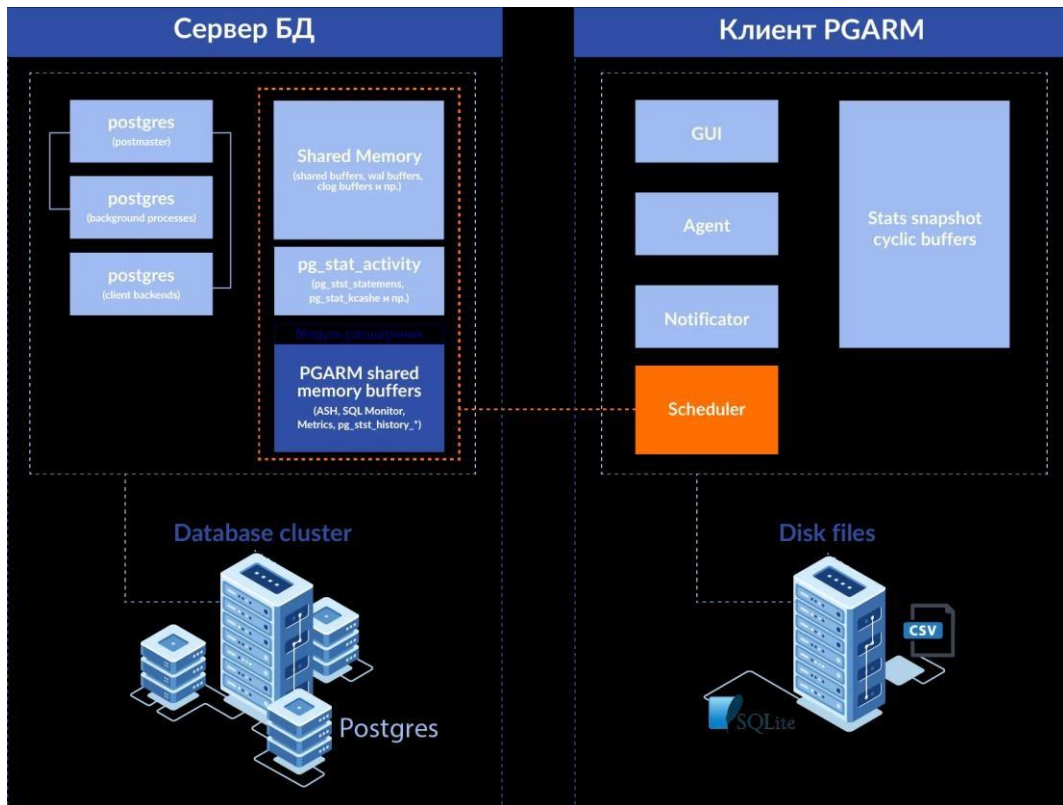 Сервер БД
postgres
(postmaster)
postgres
(background processes)
postgres
(client backends)
Shared Memory
(shared buffers, wal buffers,
clog buffers и пр.)
pg_stat_activity
(pg_stst_statemens,
pg_stat_kcashe и пр.)
Модуль расширения
PGARM shared
memory buffers
(ASH, SQL Monitor,
Metrics, pg_stst_history_*)
Database cluster
Postgres
Клиент PGARM
GUI
Agent
Notificator
Scheduler
Stats snapshot
cyclic buffers
Disk files
CSV
SQLite